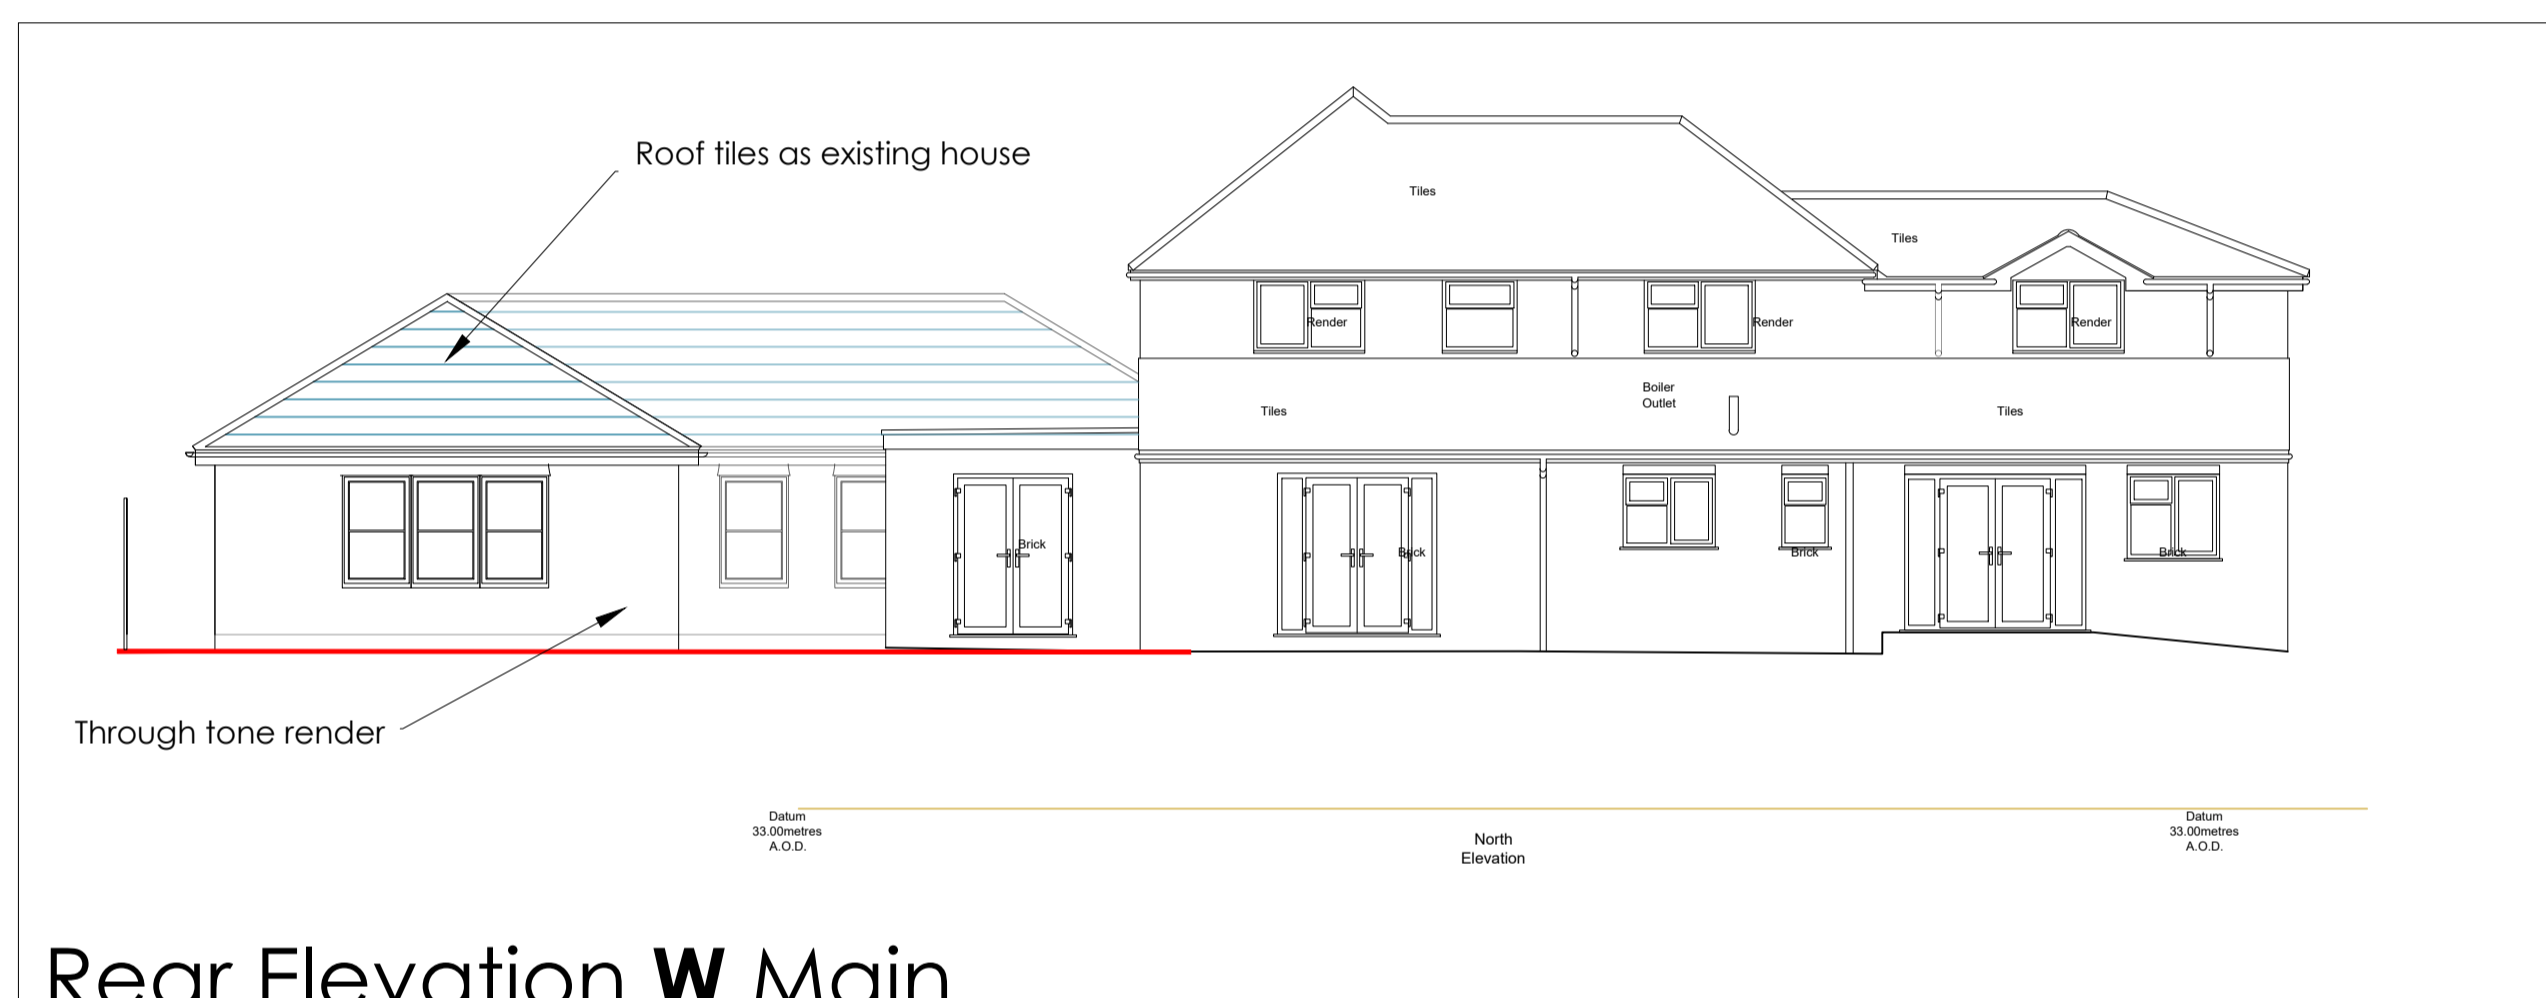 Roof tiles as existing house
Tiles
Tiles
Render
Render
Render
Boiler
Outlet
Tiles
Tiles
Brick
Brick
Brick
Brick
Through tone render
Datum
33.00metres
A.O.D.
North
Elevation
Datum
33.00metres
A.O.D.
Rear Elevation W Main